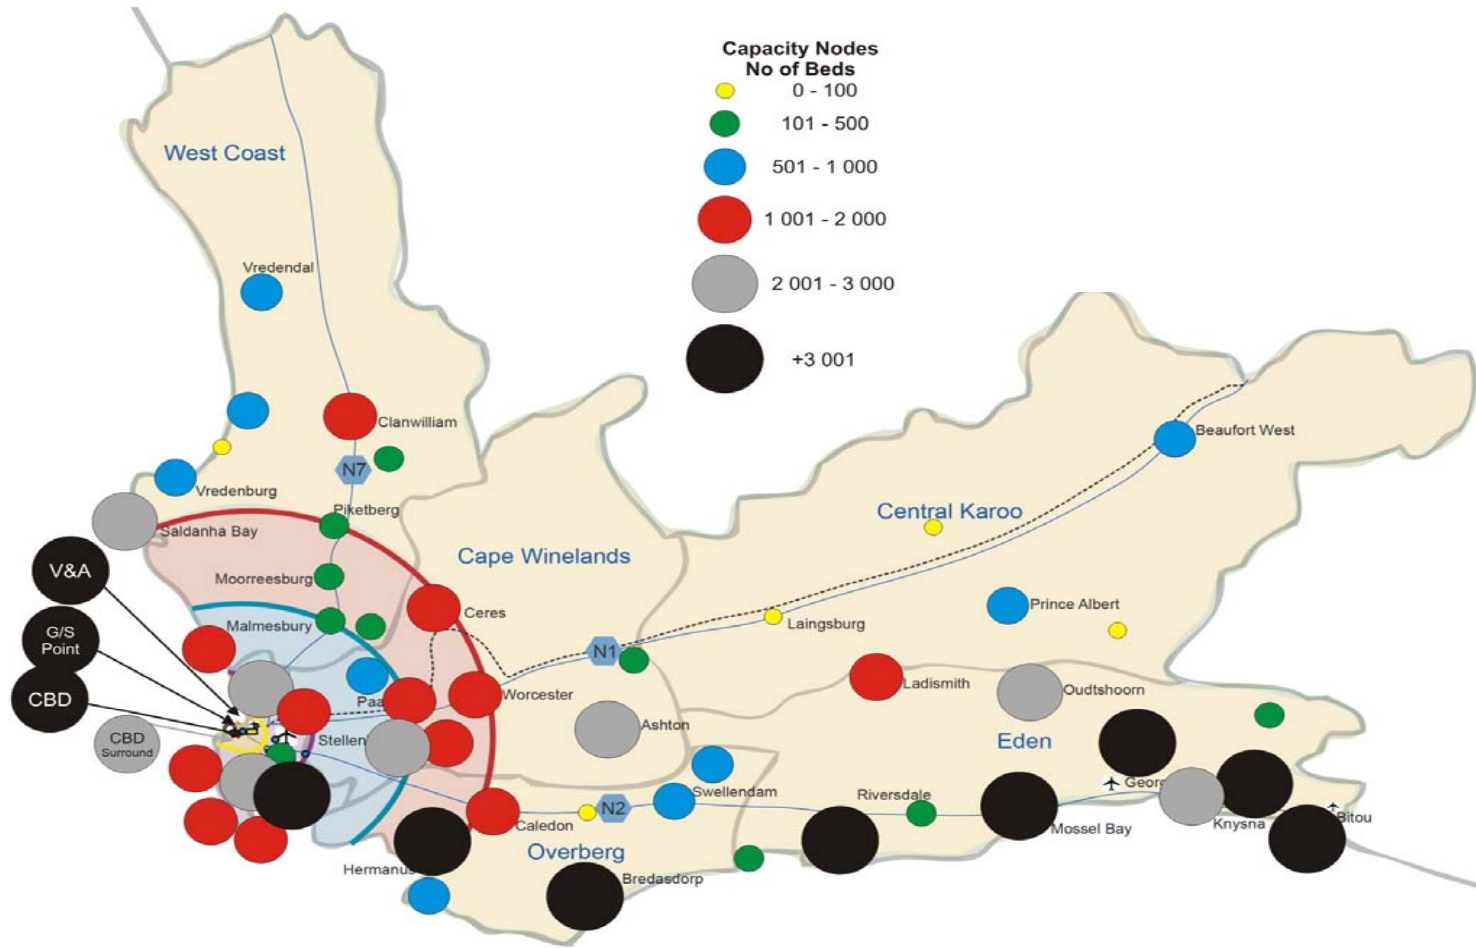 Capacity Nodes
No of Beds
0 - 100
101 - 500
501 - 1 000
1 001 - 2 000
2 001 - 3 000
+3 001
West Coast
Vredendal
Clanwilliam
N7
Vredenburg
Piketberg
Saldanha Bay
Beaufort West
Central Karoo
Cape Winelands
V&A
Moorreesburg
Ceres
Prince Albert
Malmesbury
Laingsburg
G/S
Point
N1
CBD
Paa
Worcester
Ladismith
Oudtshoorn
Ashton
CBD
Surround
Stellen
Eden
Georg
Swellendam
Riversdale
N2
Caledon
Mossel Bay
Knysna
Bitou
Overberg
Hermanus
Bredasdorp